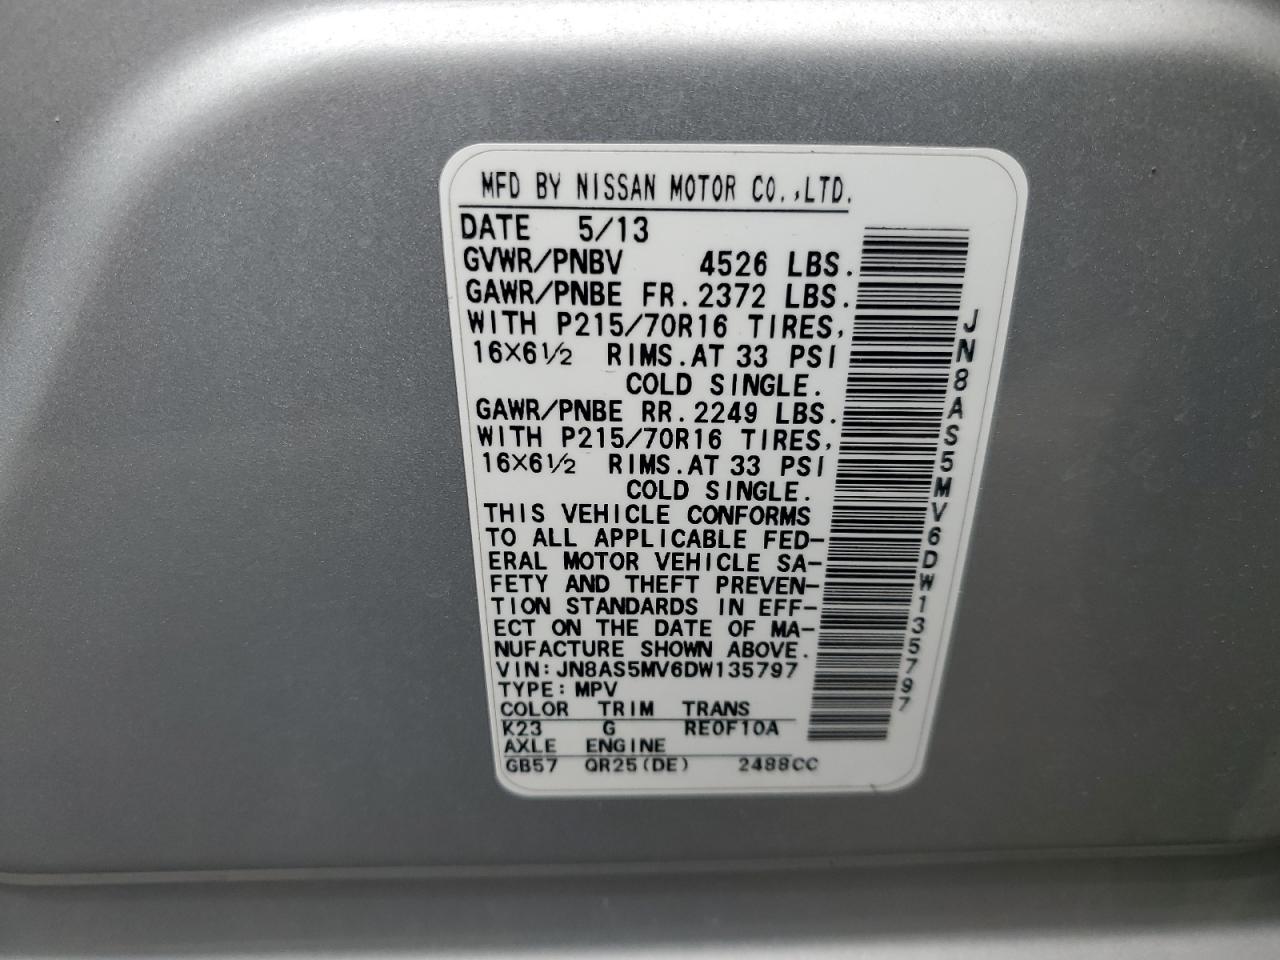 MFD BY NISSAN MOTOR CO.,LTD.
DATE 5/13
GVWR/PNBV 4526 LBS.
GAWR/PNBE FR. 2372 LBS.
WITH P215/70R16 TIRES,
16X6½ RIMS. AT 33 PSI
COLD SINGLE.
GAWR/PNBE RR. 2249 LBS.
WITH P215/70R16 TIRES,
16X6½ RIMS. AT 33 PSI
COLD SINGLE.
THIS VEHICLE CONFORMS
TO ALL APPLICABLE FED-
ERAL MOTOR VEHICLE SA-
FETY AND THEFT PREVEN-
TION STANDARDS IN EFF-
ECT ON THE DATE OF MA-
NUFACTURE SHOWN ABOVE.
VIN: JN8AS5MV6DW135797
TYPE: MPV
COLOR TRIM TRANS
K23 G RE0F10A
AXLE ENGINE
GB57 QR25(DE) 2488CC
JN8AS5MV6DW135797